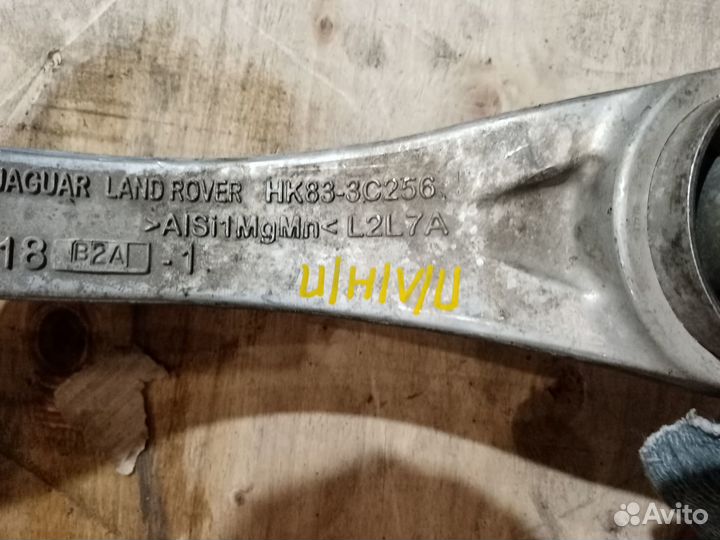 JAGUAR LAND ROVER HK83-3C256
>AlSi1MgMn< L2L7A
18 B2A -1
П/Л/Н/П
Avito